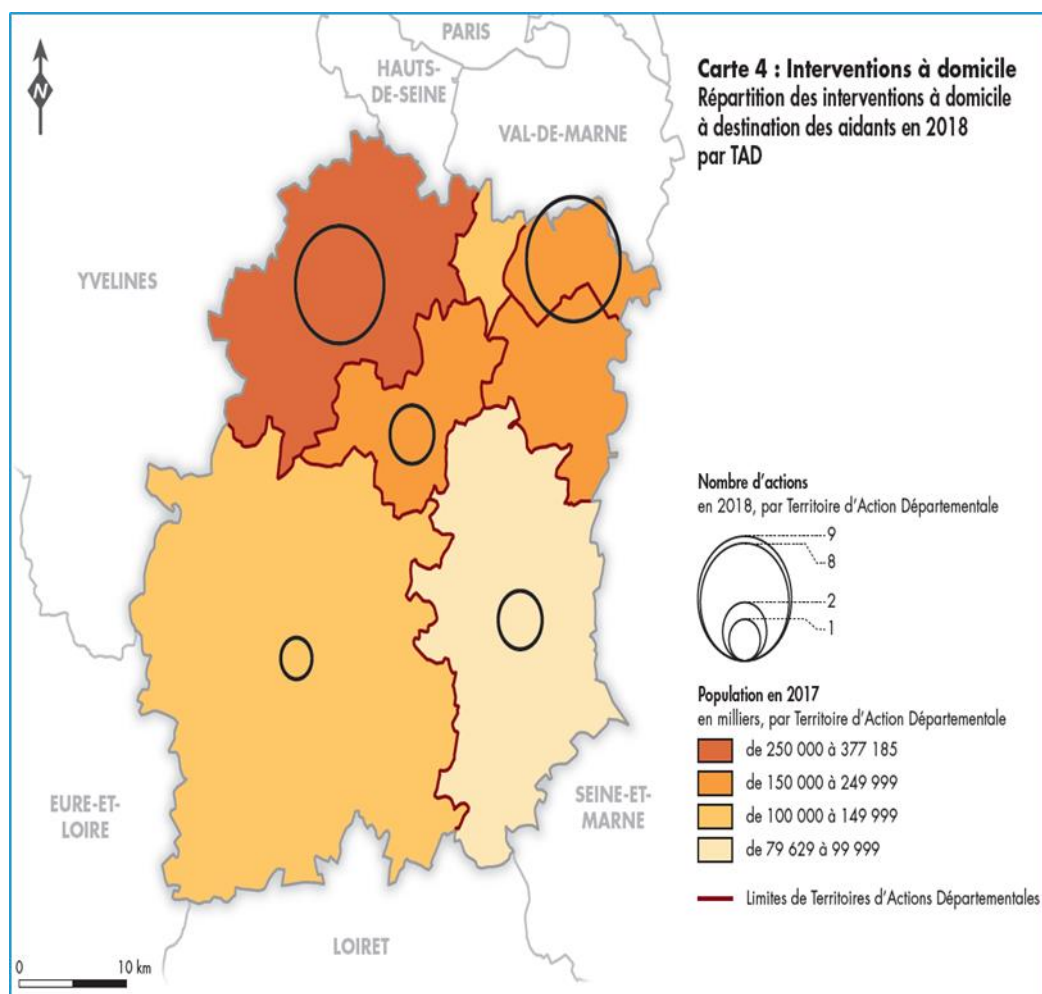 PARIS
HAUTS-
DE-SEINE
VAL-DE-MARNE
N
Carte 4 : Interventions à domicile
Répartition des interventions à domicile
à destination des aidants en 2018
par TAD
YVELINES
Nombre d'actions
en 2018, par Territoire d'Action Départementale
9
8
2
1
Population en 2017
en milliers, par Territoire d'Action Départementale
de 250 000 à 377 185
de 150 000 à 249 999
de 100 000 à 149 999
de 79 629 à 99 999
Limites de Territoires d'Actions Départementales
EURE-ET-
LOIRE
SEINE-ET-
MARNE
LOIRET
0 10 km